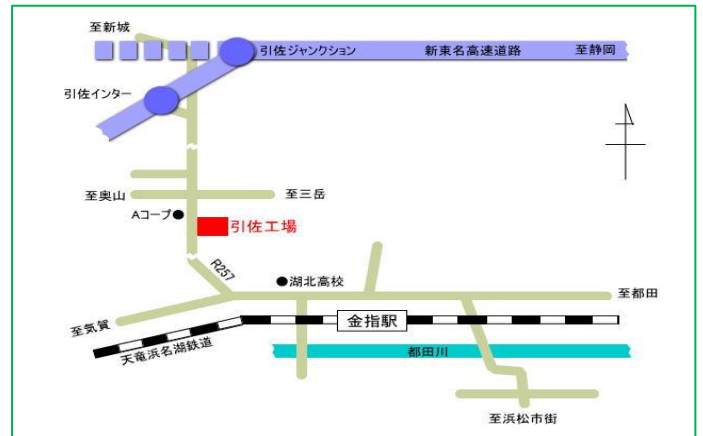 至新城
引佐ジャンクション
新東名高速道路
至静岡
引佐インター
至奥山
至三岳
Aコープ
引佐工場
R257
湖北高校
至都田
至気賀
金指駅
天竜浜名湖鉄道
都田川
至浜松市街